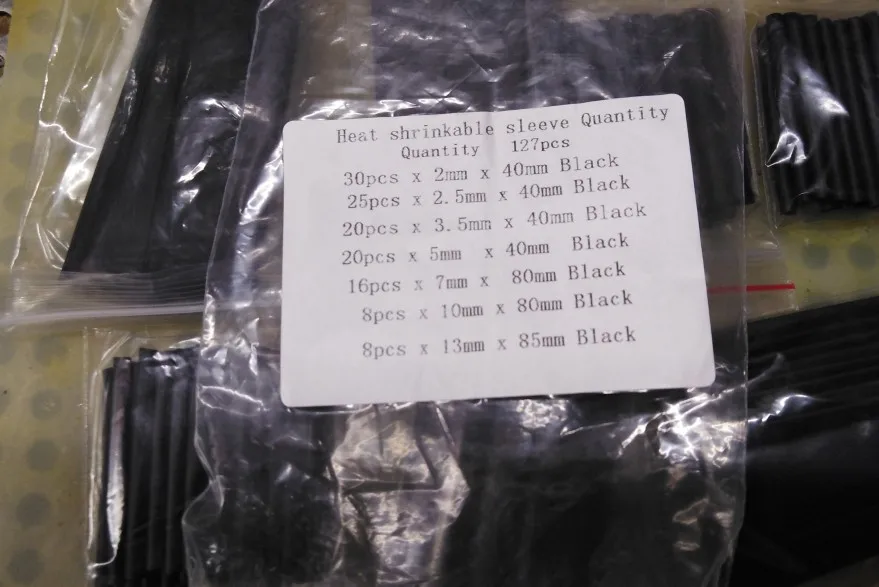 Heat shrinkable sleeve Quantity
Quantity 127pcs
30pcs x 2mm x 40mm Black
25pcs x 2.5mm x 40mm Black
20pcs x 3.5mm x 40mm Black
20pcs x 5mm x 40mm Black
16pcs x 7mm x 80mm Black
8pcs x 10mm x 80mm Black
8pcs x 13mm x 85mm Black